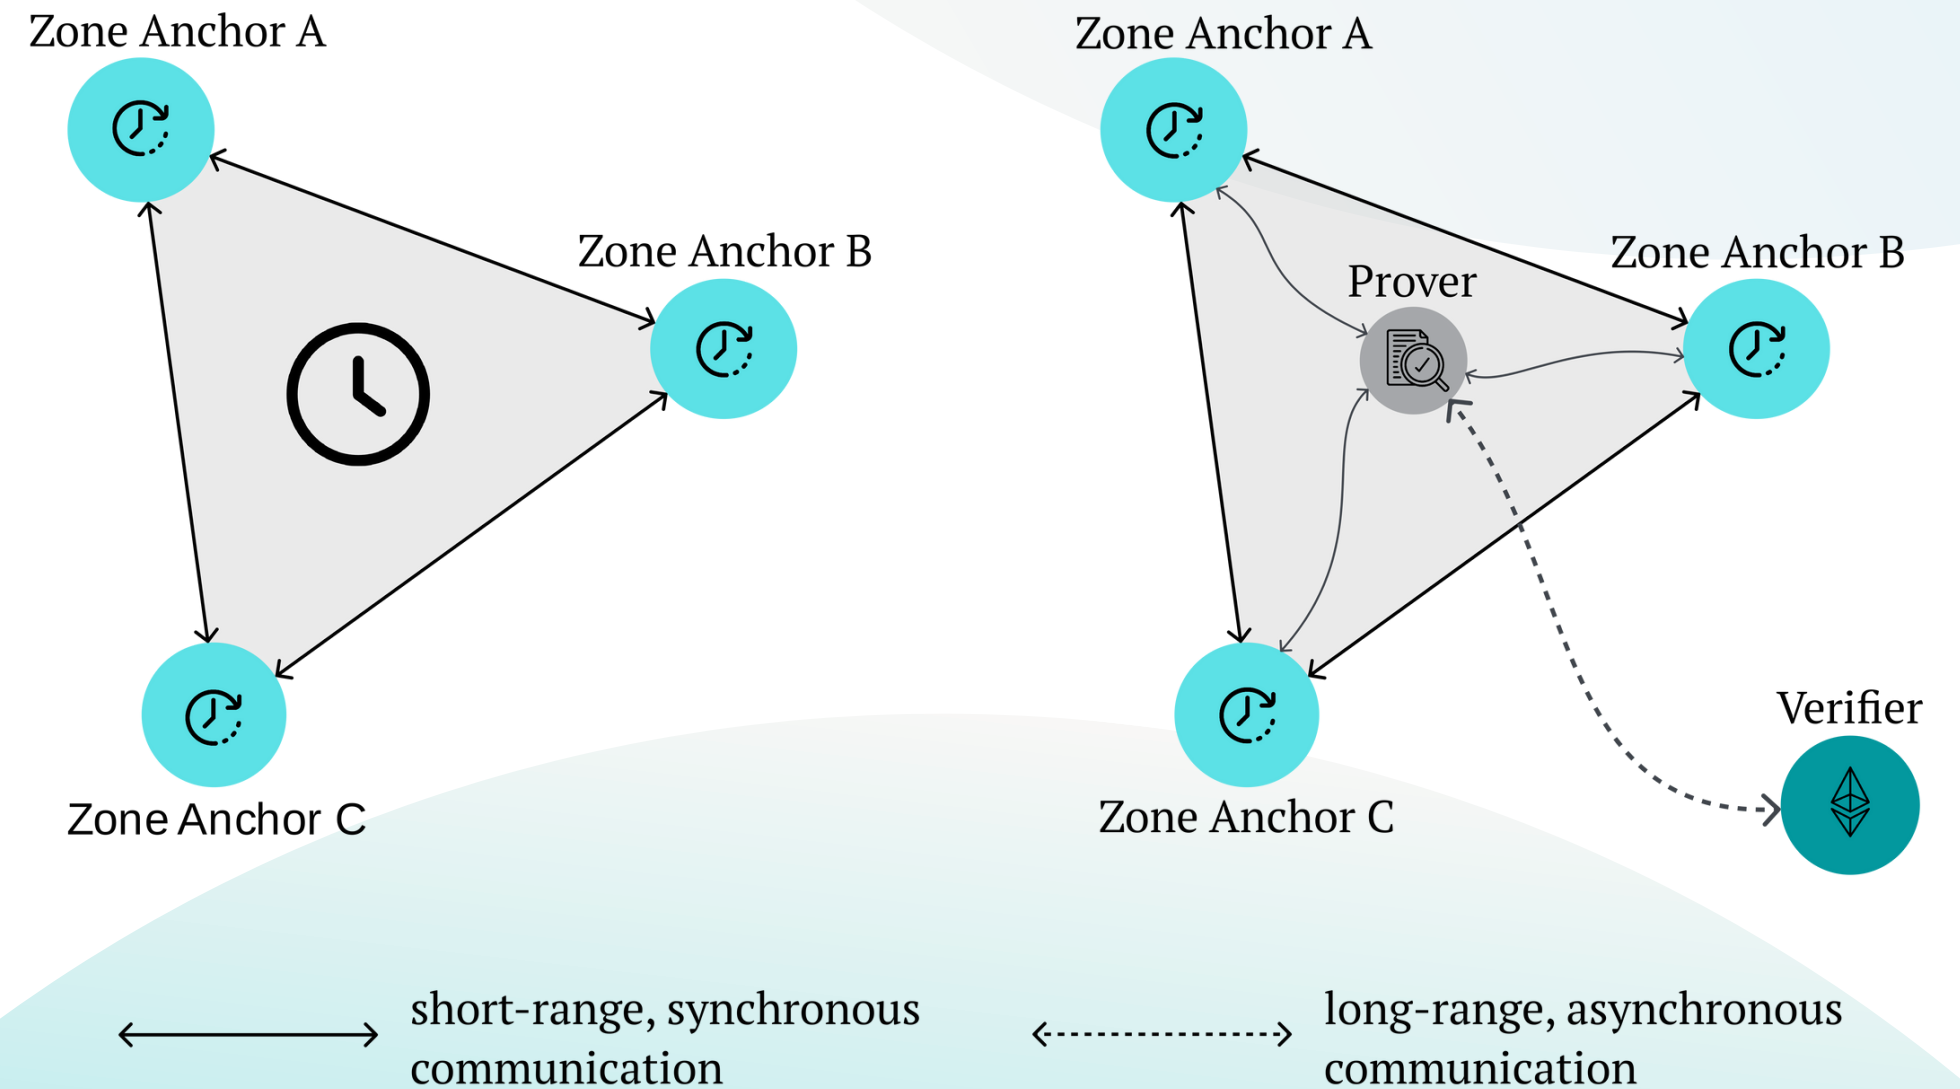 Zone Anchor A
Zone Anchor B
Zone Anchor C
Zone Anchor A
Zone Anchor B
Prover
Verifier
Zone Anchor C
short-range, synchronous
communication
long-range, asynchronous
communication